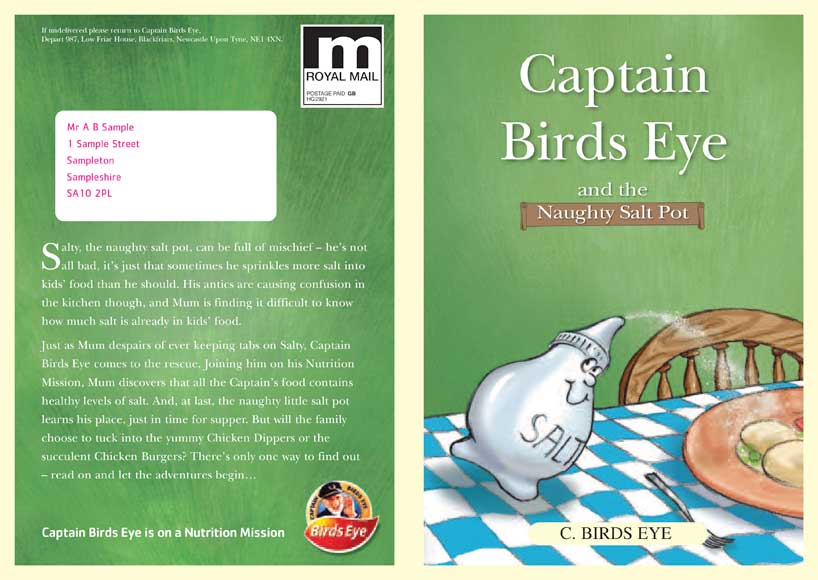 If undelivered please return to Captain Birds Eye,
Depart 987, Low Friar House, Blackfriars, Newcastle Upon Tyne, NE1 4XN.
m
ROYAL MAIL
POSTAGE PAID GB
HQ2921
Mr A B Sample
1 Sample Street
Sampleton
Sampleshire
SA10 2PL
Salty, the naughty salt pot, can be full of mischief – he's not
all bad, it's just that sometimes he sprinkles more salt into
kids' food than he should. His antics are causing confusion in
the kitchen though, and Mum is finding it difficult to know
how much salt is already in kids' food.
Just as Mum despairs of ever keeping tabs on Salty, Captain
Birds Eye comes to the rescue. Joining him on his Nutrition
Mission, Mum discovers that all the Captain's food contains
healthy levels of salt. And, at last, the naughty little salt pot
learns his place, just in time for supper. But will the family
choose to tuck into the yummy Chicken Dippers or the
succulent Chicken Burgers? There's only one way to find out
– read on and let the adventures begin…
Captain Birds Eye is on a Nutrition Mission
CAPTAIN BIRDS EYE
Birds Eye
Captain
Birds Eye
and the
Naughty Salt Pot
SALT
C. BIRDS EYE